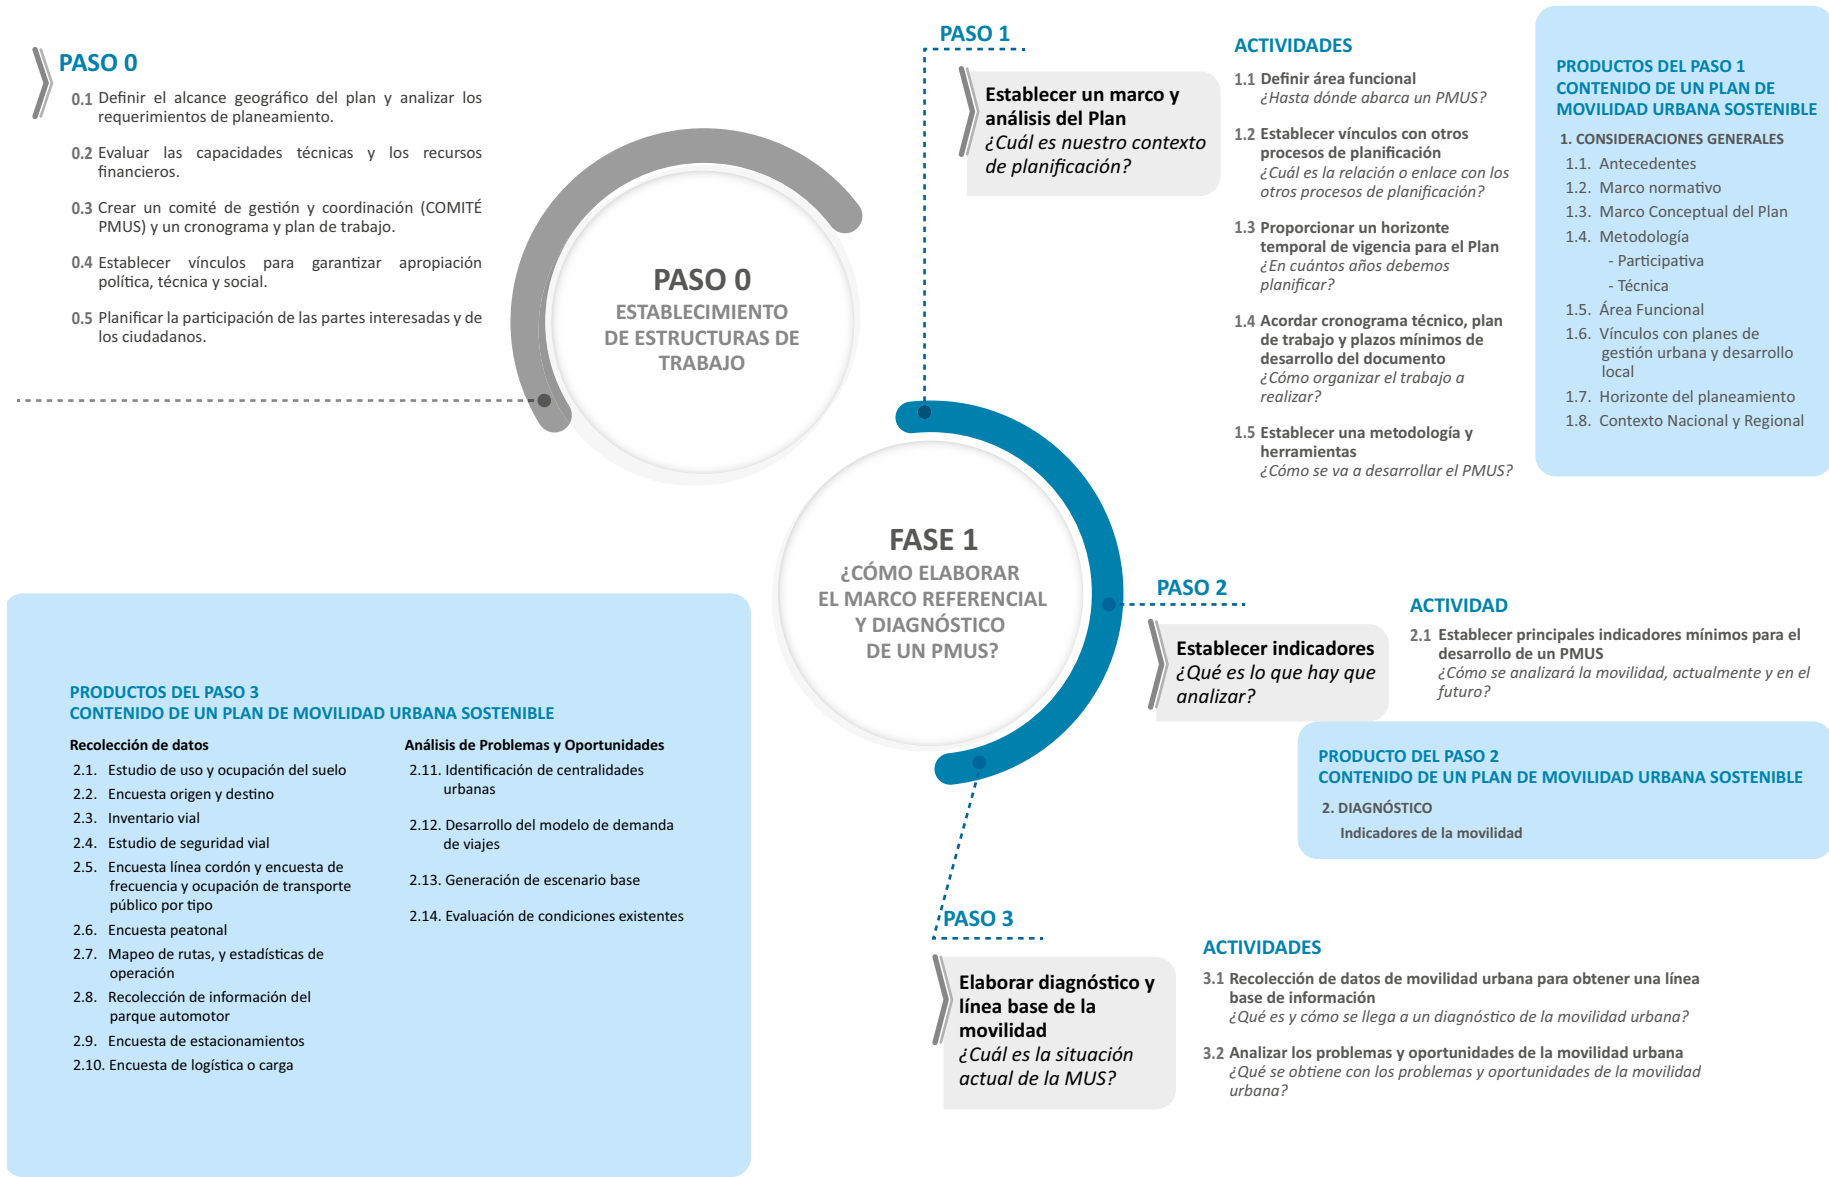 PASO 0
0.1 Definir el alcance geográfico del plan y analizar los
requerimientos de planeamiento.
0.2 Evaluar las capacidades técnicas y los recursos
financieros.
0.3 Crear un comité de gestión y coordinación (COMITÉ
PMUS) y un cronograma y plan de trabajo.
0.4 Establecer vínculos para garantizar apropiación
política, técnica y social.
0.5 Planificar la participación de las partes interesadas y de
los ciudadanos.
PASO 0
ESTABLECIMIENTO
DE ESTRUCTURAS DE
TRABAJO
PASO 1
Establecer un marco y
análisis del Plan
¿Cuál es nuestro contexto
de planificación?
ACTIVIDADES
1.1 Definir área funcional
¿Hasta dónde abarca un PMUS?
1.2 Establecer vínculos con otros
procesos de planificación
¿Cuál es la relación o enlace con los
otros procesos de planificación?
1.3 Proporcionar un horizonte
temporal de vigencia para el Plan
¿En cuántos años debemos
planificar?
1.4 Acordar cronograma técnico, plan
de trabajo y plazos mínimos de
desarrollo del documento
¿Cómo organizar el trabajo a
realizar?
1.5 Establecer una metodología y
herramientas
¿Cómo se va a desarrollar el PMUS?
PRODUCTOS DEL PASO 1
CONTENIDO DE UN PLAN DE
MOVILIDAD URBANA SOSTENIBLE
1. CONSIDERACIONES GENERALES
1.1. Antecedentes
1.2. Marco normativo
1.3. Marco Conceptual del Plan
1.4. Metodología
- Participativa
- Técnica
1.5. Área Funcional
1.6. Vínculos con planes de
gestión urbana y desarrollo
local
1.7. Horizonte del planeamiento
1.8. Contexto Nacional y Regional
FASE 1
¿CÓMO ELABORAR
EL MARCO REFERENCIAL
Y DIAGNÓSTICO
DE UN PMUS?
PASO 2
Establecer indicadores
¿Qué es lo que hay que
analizar?
ACTIVIDAD
2.1 Establecer principales indicadores mínimos para el
desarrollo de un PMUS
¿Cómo se analizará la movilidad, actualmente y en el
futuro?
PRODUCTO DEL PASO 2
CONTENIDO DE UN PLAN DE MOVILIDAD URBANA SOSTENIBLE
2. DIAGNÓSTICO
Indicadores de la movilidad
PASO 3
Elaborar diagnóstico y
línea base de la
movilidad
¿Cuál es la situación
actual de la MUS?
ACTIVIDADES
3.1 Recolección de datos de movilidad urbana para obtener una línea
base de información
¿Qué es y cómo se llega a un diagnóstico de la movilidad urbana?
3.2 Analizar los problemas y oportunidades de la movilidad urbana
¿Qué se obtiene con los problemas y oportunidades de la movilidad
urbana?
PRODUCTOS DEL PASO 3
CONTENIDO DE UN PLAN DE MOVILIDAD URBANA SOSTENIBLE
Recolección de datos
2.1. Estudio de uso y ocupación del suelo
2.2. Encuesta origen y destino
2.3. Inventario vial
2.4. Estudio de seguridad vial
2.5. Encuesta línea cordón y encuesta de
frecuencia y ocupación de transporte
público por tipo
2.6. Encuesta peatonal
2.7. Mapeo de rutas, y estadísticas de
operación
2.8. Recolección de información del
parque automotor
2.9. Encuesta de estacionamientos
2.10. Encuesta de logística o carga
Análisis de Problemas y Oportunidades
2.11. Identificación de centralidades
urbanas
2.12. Desarrollo del modelo de demanda
de viajes
2.13. Generación de escenario base
2.14. Evaluación de condiciones existentes